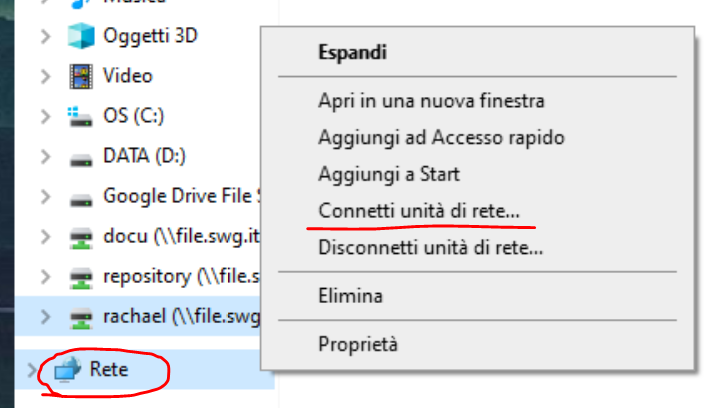 Musica
Oggetti 3D
Video
OS (C:)
DATA (D:)
Google Drive File S
docu (\\file.swg.it
repository (\\file.s
rachael (\\file.swg
Rete
Espandi
Apri in una nuova finestra
Aggiungi ad Accesso rapido
Aggiungi a Start
Connetti unità di rete...
Disconnetti unità di rete...
Elimina
Proprietà